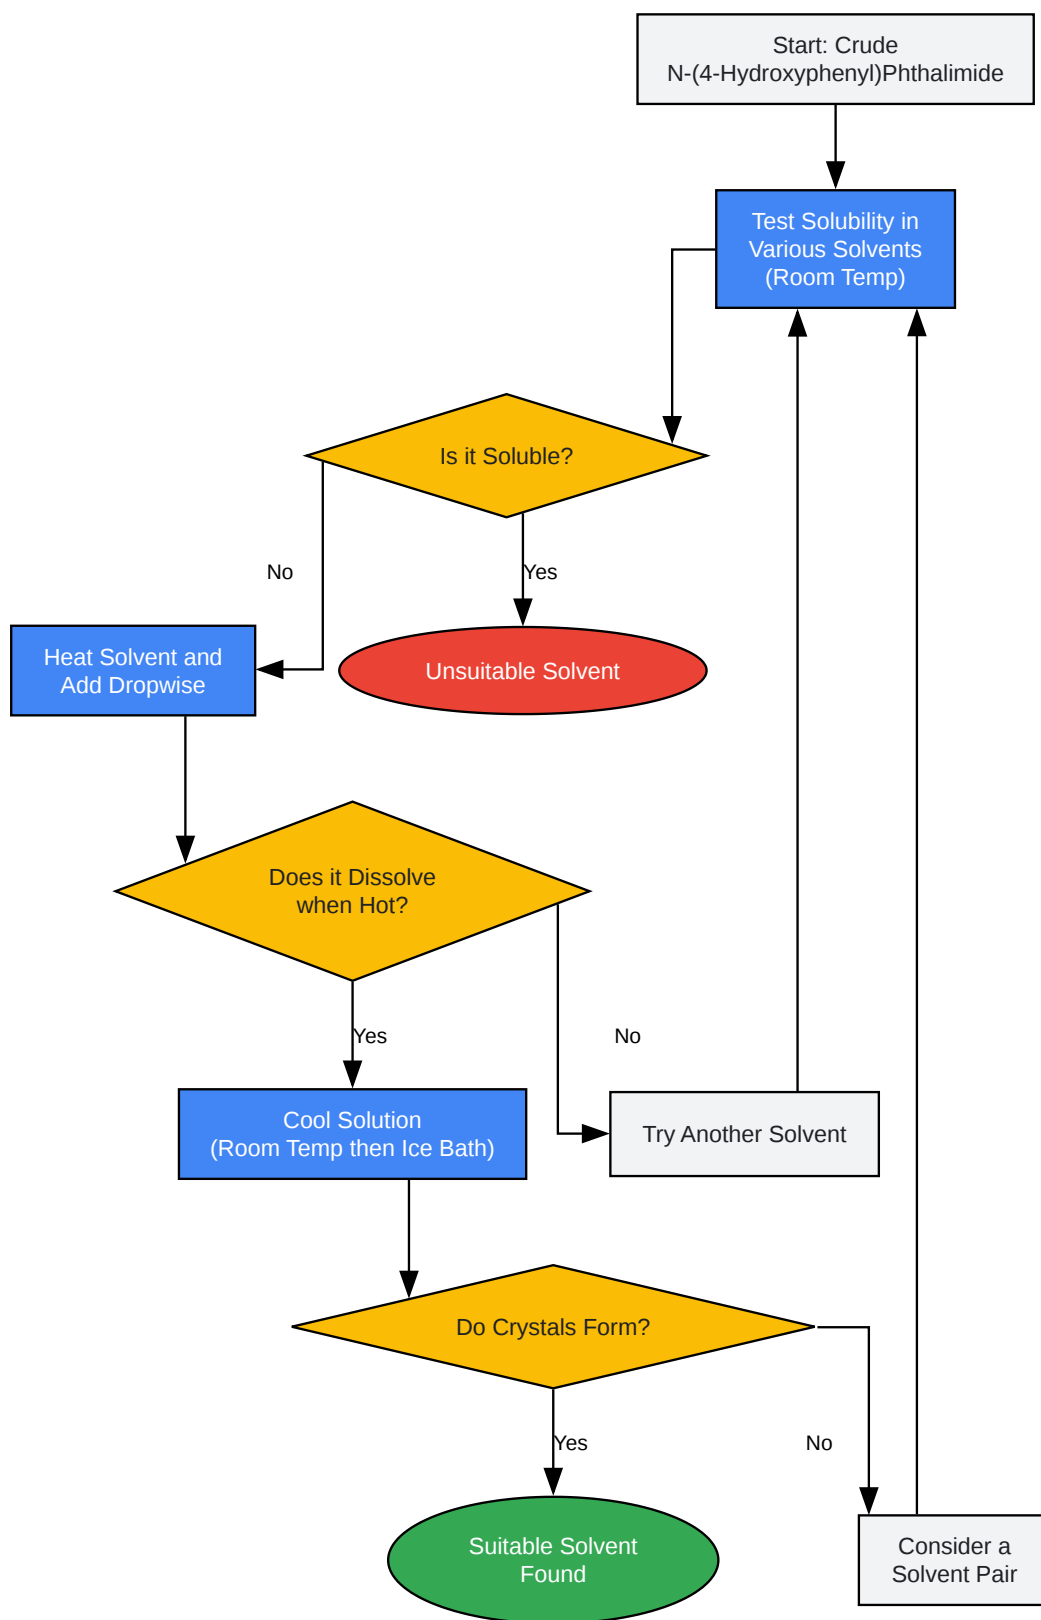 Start: Crude
N-(4-Hydroxyphenyl)Phthalimide
Test Solubility in
Various Solvents
(Room Temp)
Is it Soluble?
No
Yes
Heat Solvent and
Add Dropwise
Unsuitable Solvent
Does it Dissolve
when Hot?
Yes
No
Cool Solution
(Room Temp then Ice Bath)
Try Another Solvent
Do Crystals Form?
Yes
No
Suitable Solvent
Found
Consider a
Solvent Pair